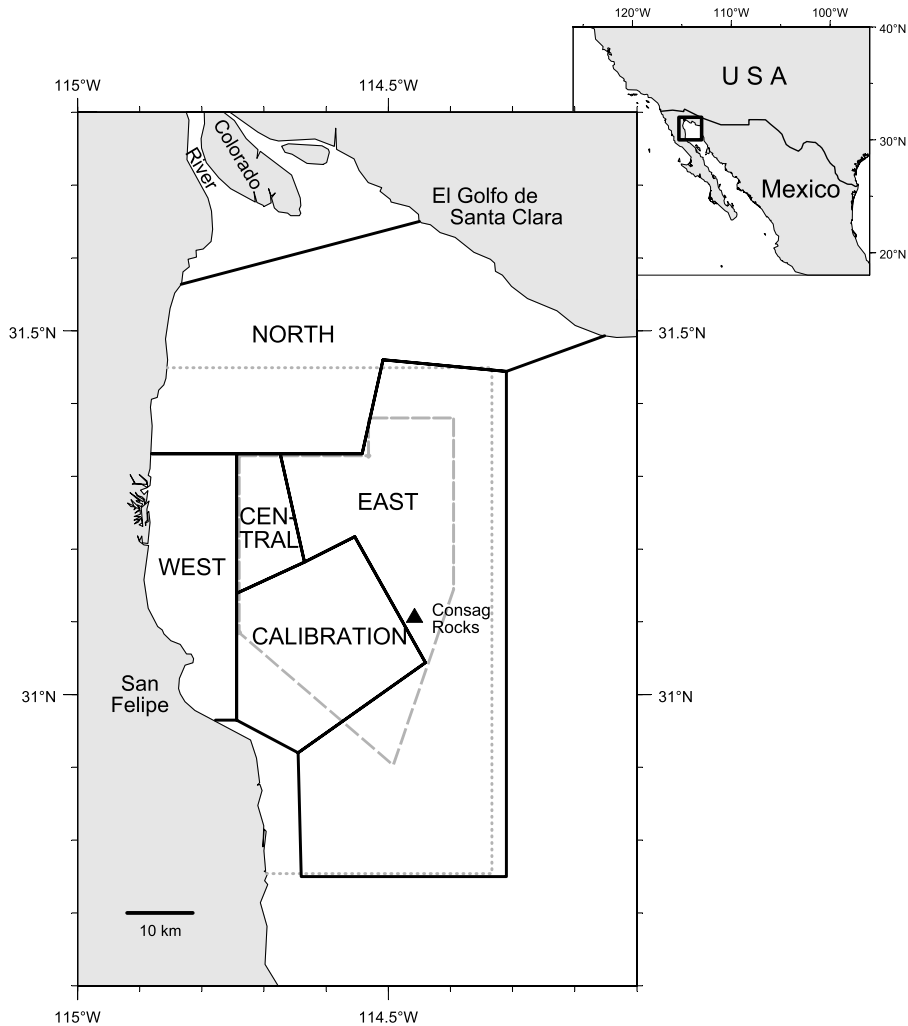 120°W 110°W 100°W
40°N
U S A
30°N
Mexico
20°N
115°W 114.5°W
Colorado
River
El Golfo de
Santa Clara
31.5°N 31.5°N
NORTH
EAST
CEN-
TRAL
WEST
Consag
Rocks
CALIBRATION
San
Felipe
31°N 31°N
10 km
115°W 114.5°W